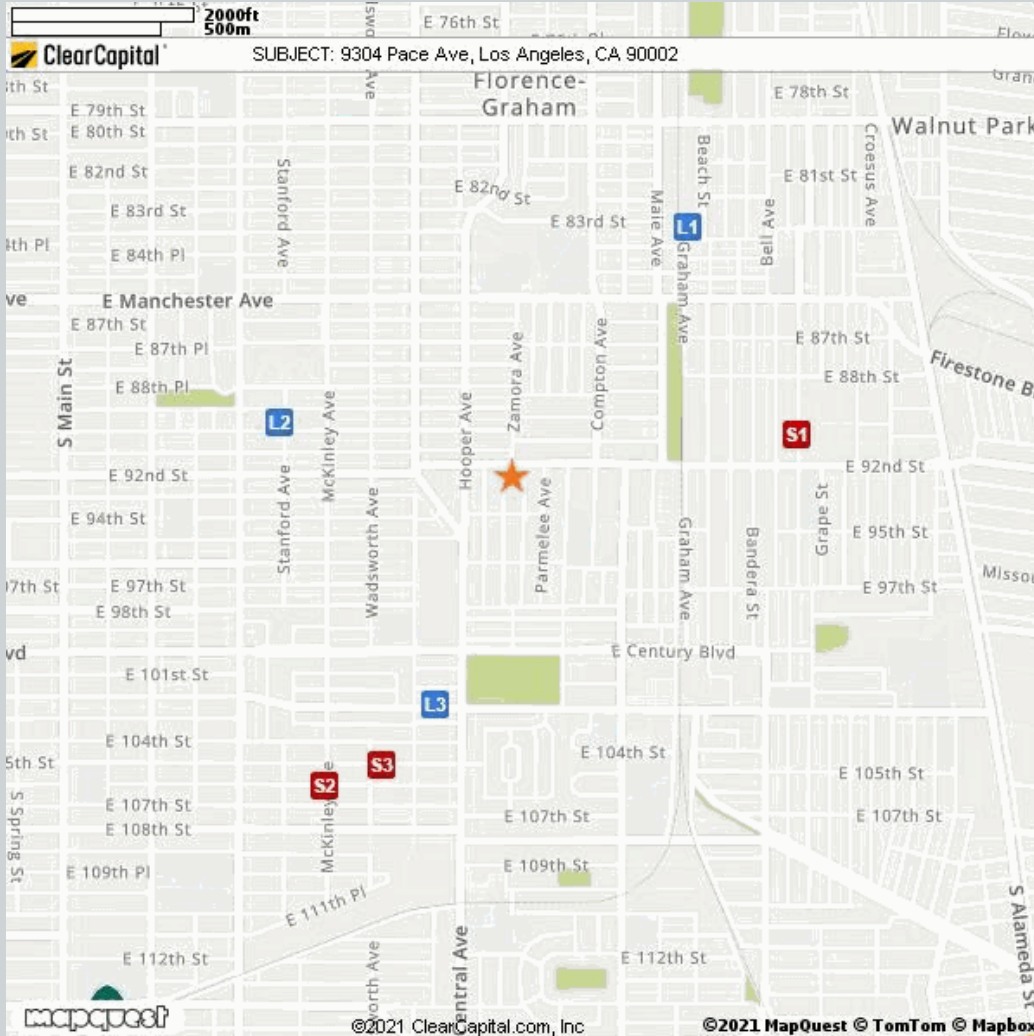 2000ft
500m
E 76th St
ClearCapital
SUBJECT: 9304 Pace Ave, Los Angeles, CA 90002
Florence-
Graham
E 78th St
E 79th St
E 80th St
Walnut Park
Beach St
Croesus Ave
E 82nd St
Stanford Ave
E 82nd St
E 81st St
Maie Ave
Bell Ave
E 83rd St
E 83rd St
L1
E 84th Pl
Graham Ave
E Manchester Ave
E 87th St
E 87th St
E 87th Pl
Zamora Ave
Compton Ave
Firestone B
E 88th Pl
E 88th St
S Main St
McKinley Ave
Hooper Ave
L2
S1
E 92nd St
E 92nd St
Stanford Ave
Wadsworth Ave
Parmelee Ave
Grape St
E 94th St
Graham Ave
Bandera St
E 95th St
E 97th St
E 97th St
E 98th St
E Century Blvd
E 101st St
L3
E 104th St
E 104th St
S3
S2
E 105th St
E 107th St
E 107th St
E 107th St
E 108th St
S Spring St
McKinley
E 109th Pl
E 109th St
E 111th Pl
S Alameda St
E 112th St
E 112th St
mapquest
©2021 ClearCapital.com, Inc
©2021 MapQuest © TomTom © Mapbo